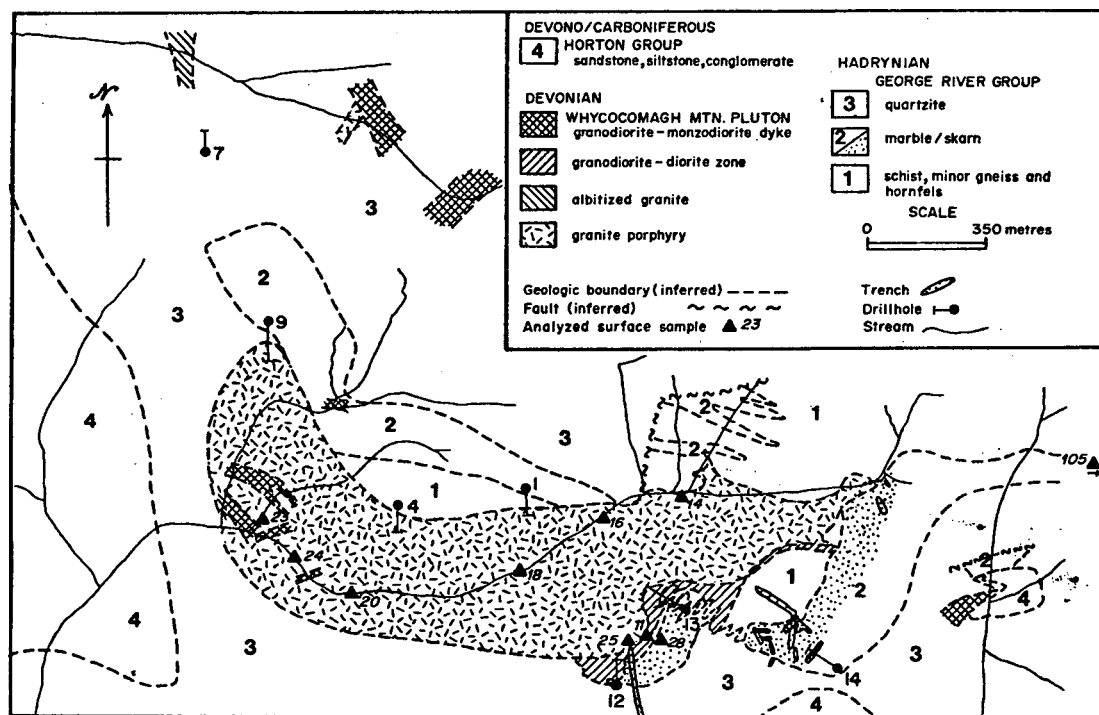 DEVONO/CARBONIFEROUS
4 HORTON GROUP
sandstone, siltstone, conglomerate
DEVONIAN
WHYCOCOMAGH MTN. PLUTON
granodiorite-monzodiorite dyke
granodiorite-diorite zone
albitized granite
granite porphyry
HADRYNIAN
GEORGE RIVER GROUP
3 quartzite
2 marble/skarn
1 schist, minor gneiss and
hornfels
SCALE
0 350 metres
Geologic boundary (inferred)
Fault (inferred)
Analyzed surface sample 23
Trench
Drillhole
Stream
N
7
3
2
3
9
4
2
3
2
1
1
4
1
16
14
105
24
18
20
4
3
1
2
2
4
13
11
25
28
3
3
12
14
4